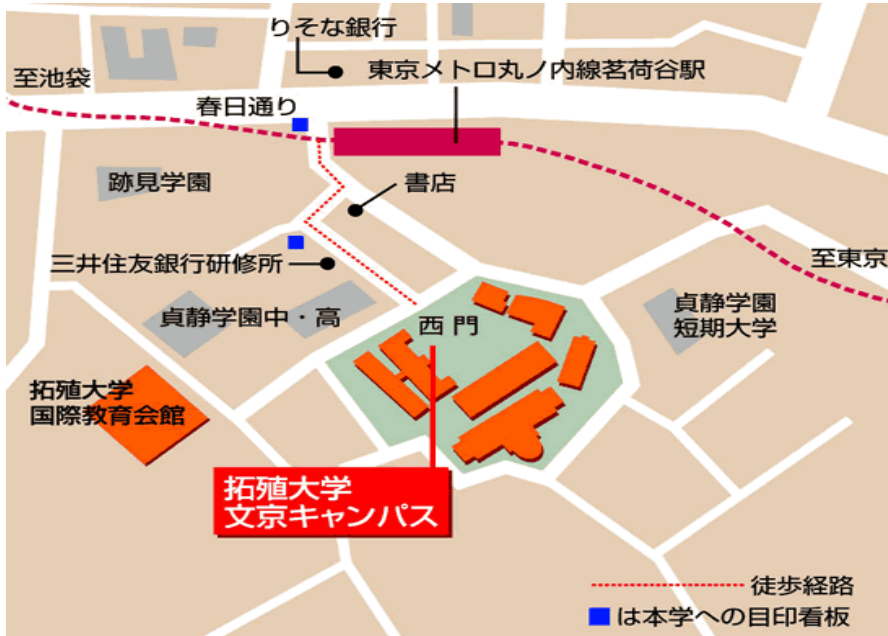 りそな銀行
至池袋
東京メトロ丸ノ内線茗荷谷駅
春日通り
跡見学園
書店
三井住友銀行研修所
至東京
貞静学園中・高
西門
貞静学園
短期大学
拓殖大学
国際教育会館
拓殖大学
文京キャンパス
徒歩経路
は本学への目印看板